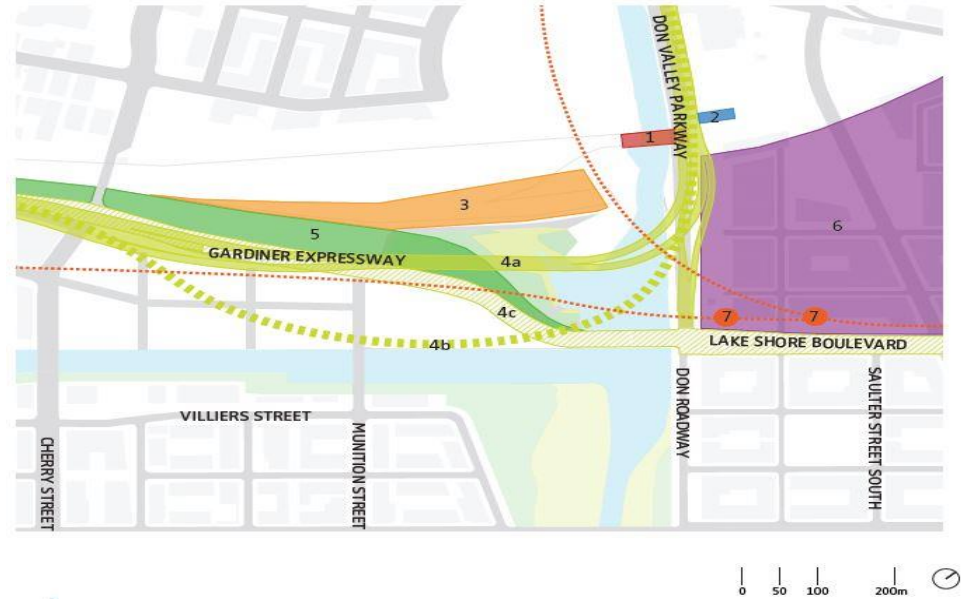 DON VALLEY PARKWAY
1
2
3
5
6
GARDINER EXPRESSWAY
4a
4c
7
7
4b
LAKE SHORE BOULEVARD
VILLIERS STREET
CHERRY STREET
MUNITION STREET
DON ROADWAY
SAULTER STREET SOUTH
0 50 100 200m